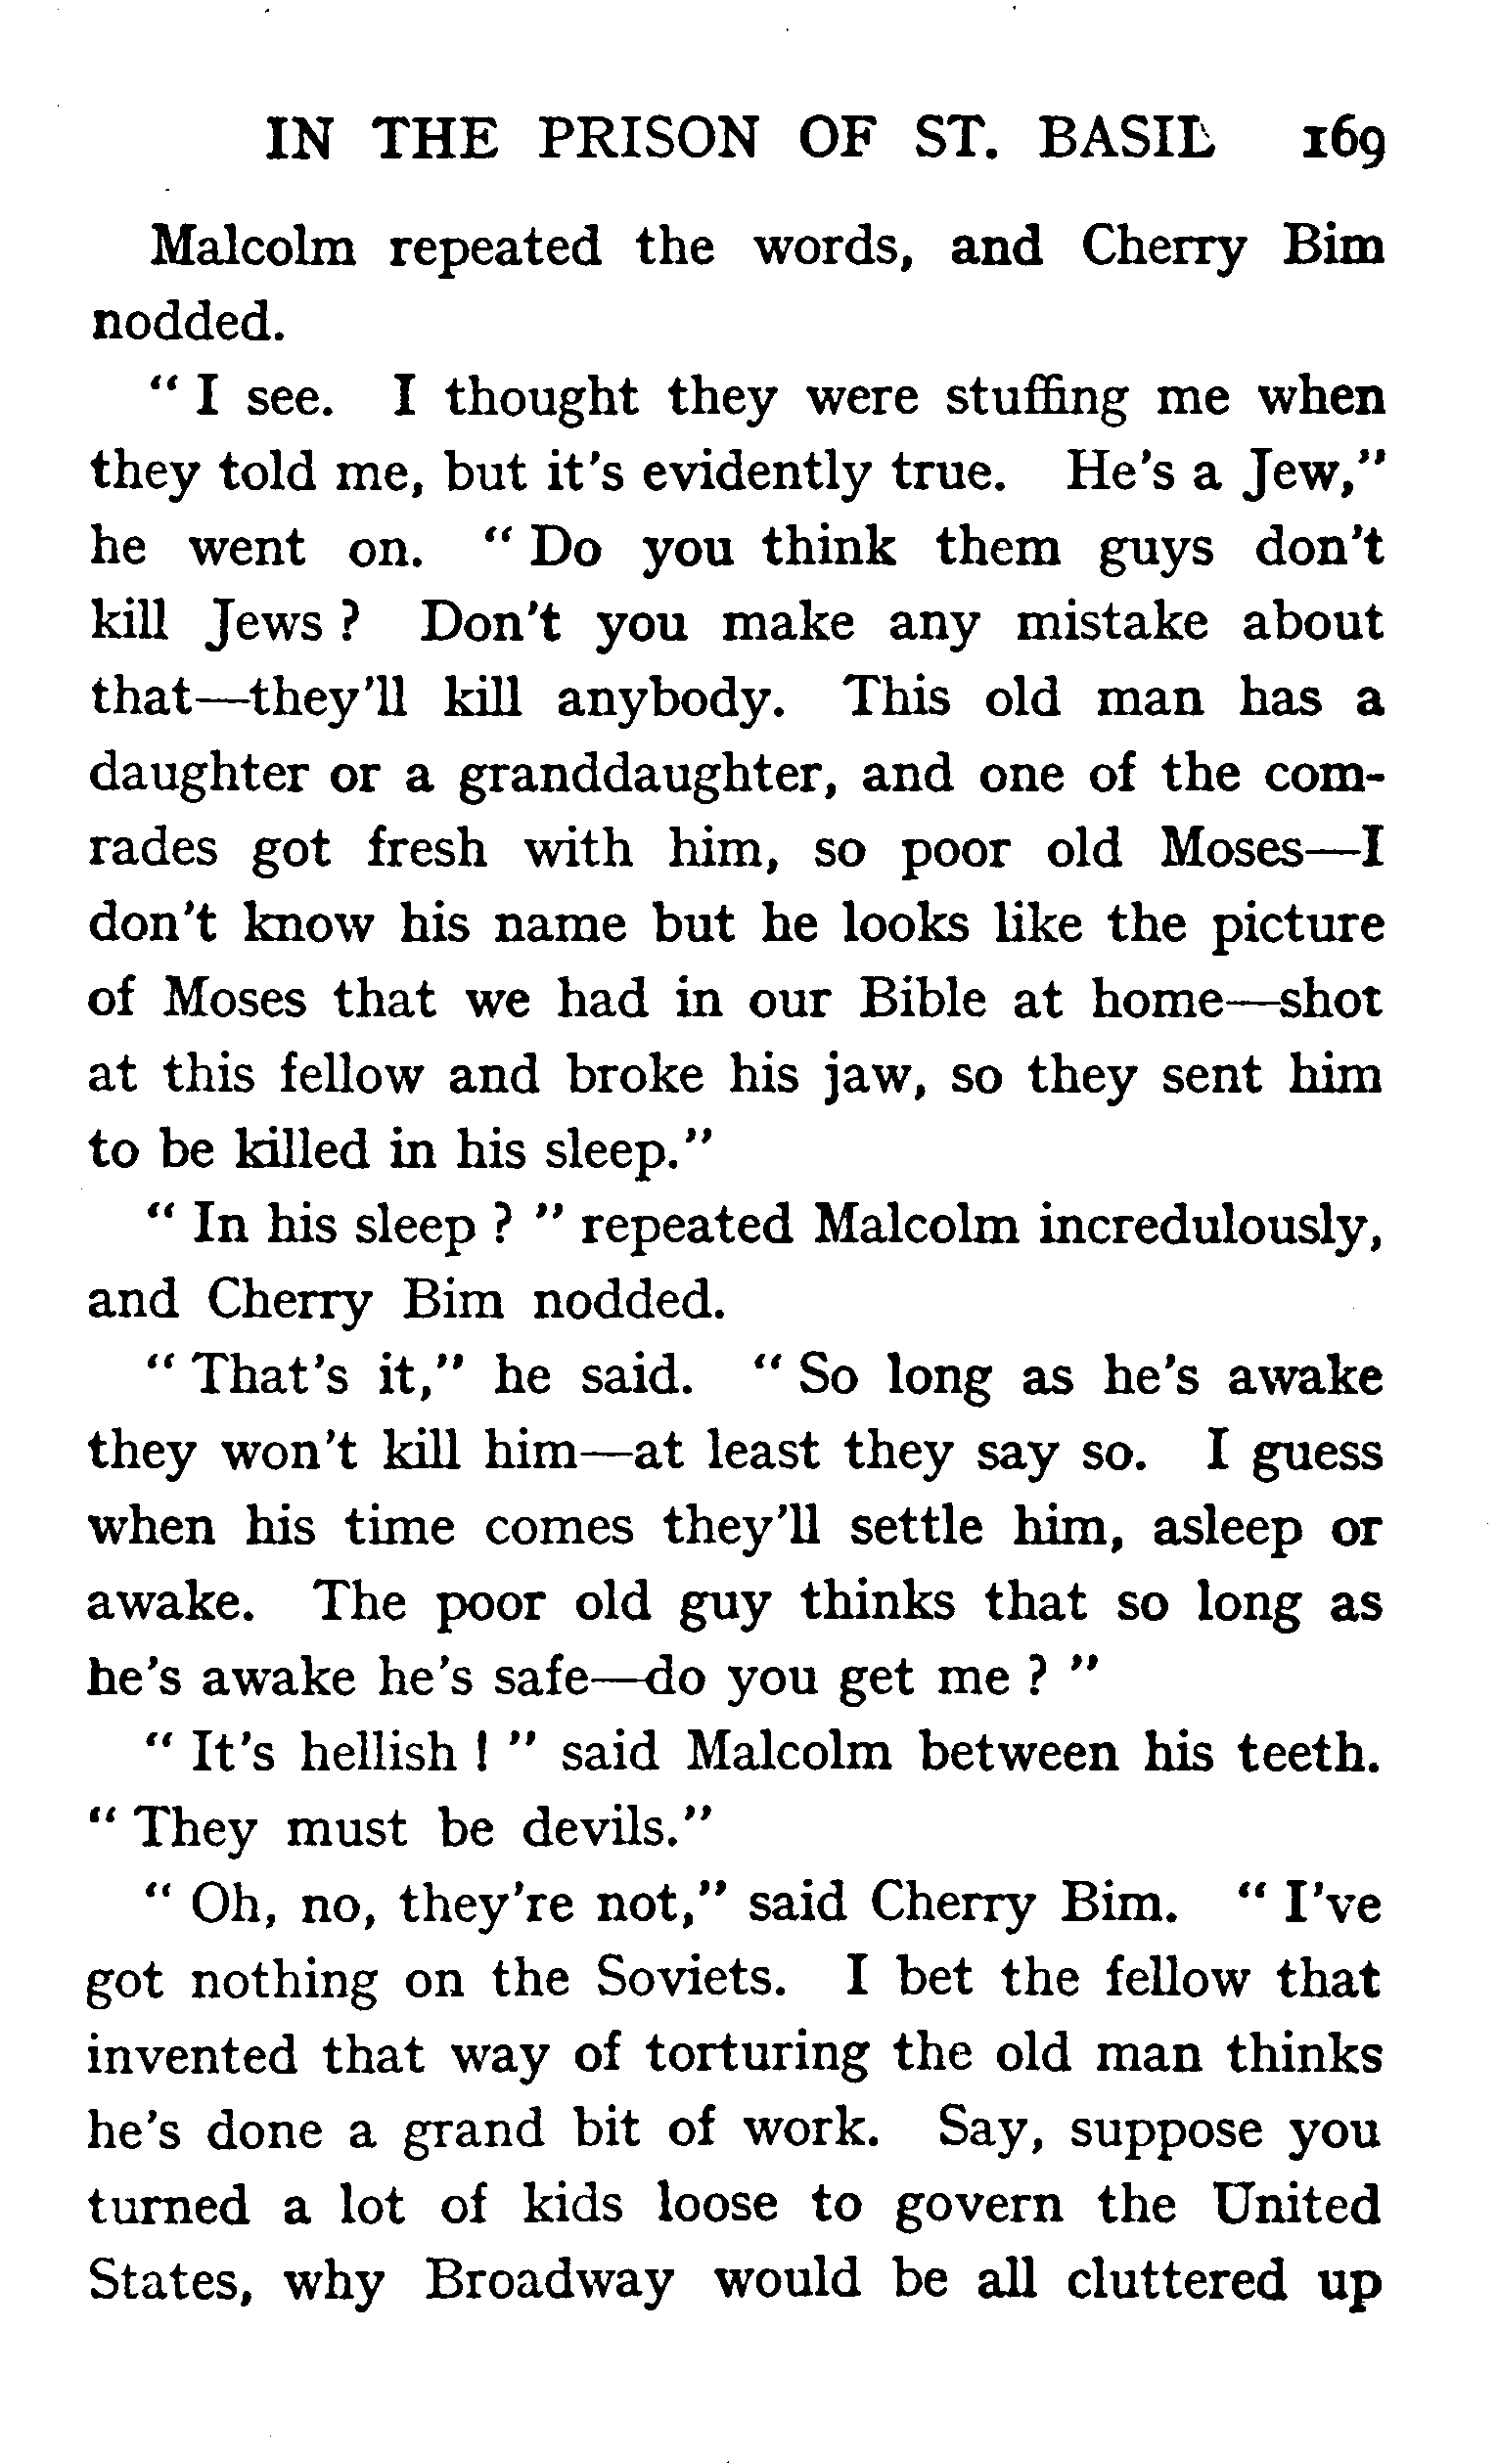 IN THE PRISON OF ST. BASIL 169
Malcolm repeated the words, and Cherry Bim
nodded.
" I see. I thought they were stuffing me when
they told me, but it's evidently true. He's a Jew,"
he went on. " Do you think them guys don't
kill Jews ? Don't you make any mistake about
that—they'll kill anybody. This old man has a
daughter or a granddaughter, and one of the com-
rades got fresh with him, so poor old Moses—I
don't know his name but he looks like the picture
of Moses that we had in our Bible at home—shot
at this fellow and broke his jaw, so they sent him
to be killed in his sleep."
" In his sleep ? " repeated Malcolm incredulously,
and Cherry Bim nodded.
" That's it," he said. " So long as he's awake
they won't kill him—at least they say so. I guess
when his time comes they'll settle him, asleep or
awake. The poor old guy thinks that so long as
he's awake he's safe—do you get me ? "
" It's hellish ! " said Malcolm between his teeth.
" They must be devils."
" Oh, no, they're not," said Cherry Bim. " I've
got nothing on the Soviets. I bet the fellow that
invented that way of torturing the old man thinks
he's done a grand bit of work. Say, suppose you
turned a lot of kids loose to govern the United
States, why Broadway would be all cluttered up